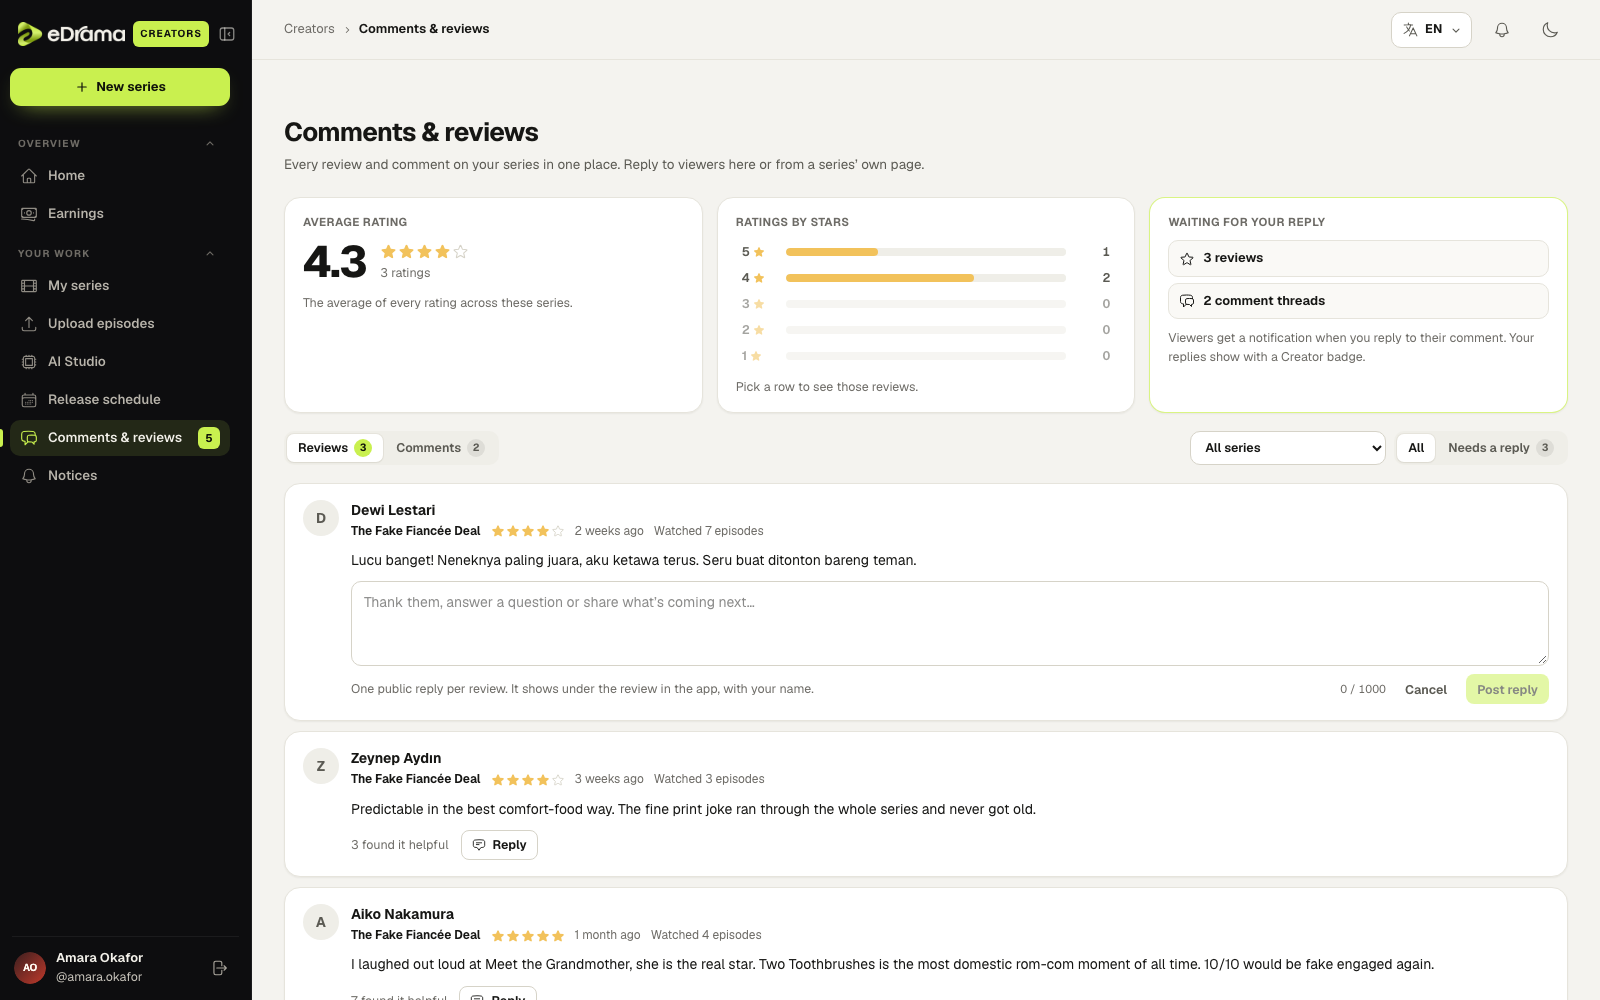 eDrama CREATORS
New series
OVERVIEW
Home
Earnings
YOUR WORK
My series
Upload episodes
AI Studio
Release schedule
Comments & reviews 5
Notices
AO
Amara Okafor
@amara.okafor
Creators › Comments & reviews
EN
Comments & reviews
Every review and comment on your series in one place. Reply to viewers here or from a series’ own page.
AVERAGE RATING
4.3
3 ratings
The average of every rating across these series.
RATINGS BY STARS
5 1
4 2
3 0
2 0
1 0
Pick a row to see those reviews.
WAITING FOR YOUR REPLY
3 reviews
2 comment threads
Viewers get a notification when you reply to their comment. Your
replies show with a Creator badge.
Reviews 3 Comments 2
All series All Needs a reply 3
D
Dewi Lestari
The Fake Fiancée Deal 2 weeks ago Watched 7 episodes
Lucu banget! Neneknya paling juara, aku ketawa terus. Seru buat ditonton bareng teman.
Thank them, answer a question or share what’s coming next…
One public reply per review. It shows under the review in the app, with your name.
0 / 1000 Cancel Post reply
Z
Zeynep Aydın
The Fake Fiancée Deal 3 weeks ago Watched 3 episodes
Predictable in the best comfort-food way. The fine print joke ran through the whole series and never got old.
3 found it helpful Reply
A
Aiko Nakamura
The Fake Fiancée Deal 1 month ago Watched 4 episodes
I laughed out loud at Meet the Grandmother, she is the real star. Two Toothbrushes is the most domestic rom-com moment of all time. 10/10 would be fake engaged again.
7 found it helpful Reply